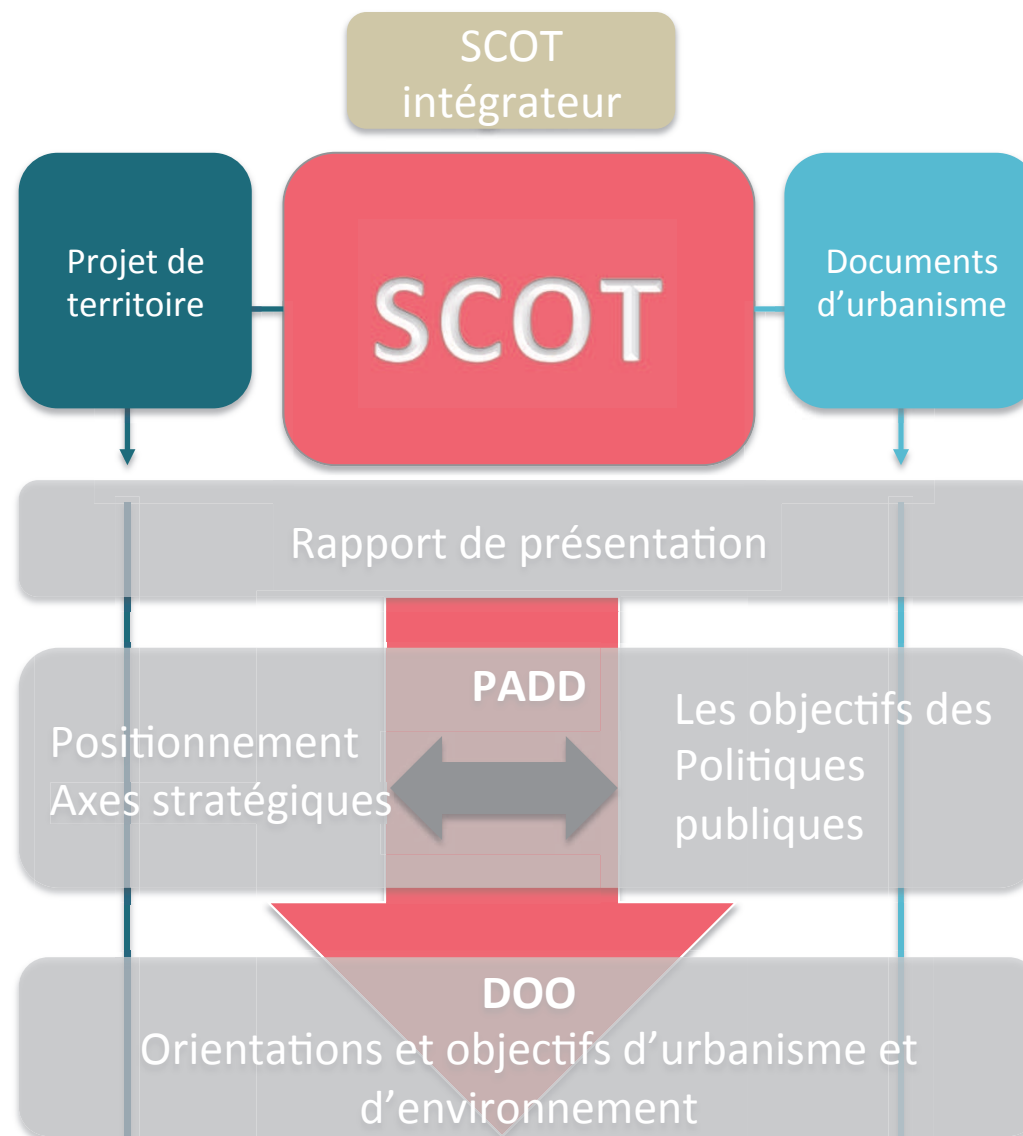 SCOT
intégrateur
Projet de
territoire
SCOT
Documents
d’urbanisme
Rapport de présentation
PADD
Positionnement
Axes stratégiques
Les objectifs des
Politiques
publiques
DOO
Orientations et objectifs d’urbanisme et
d’environnement